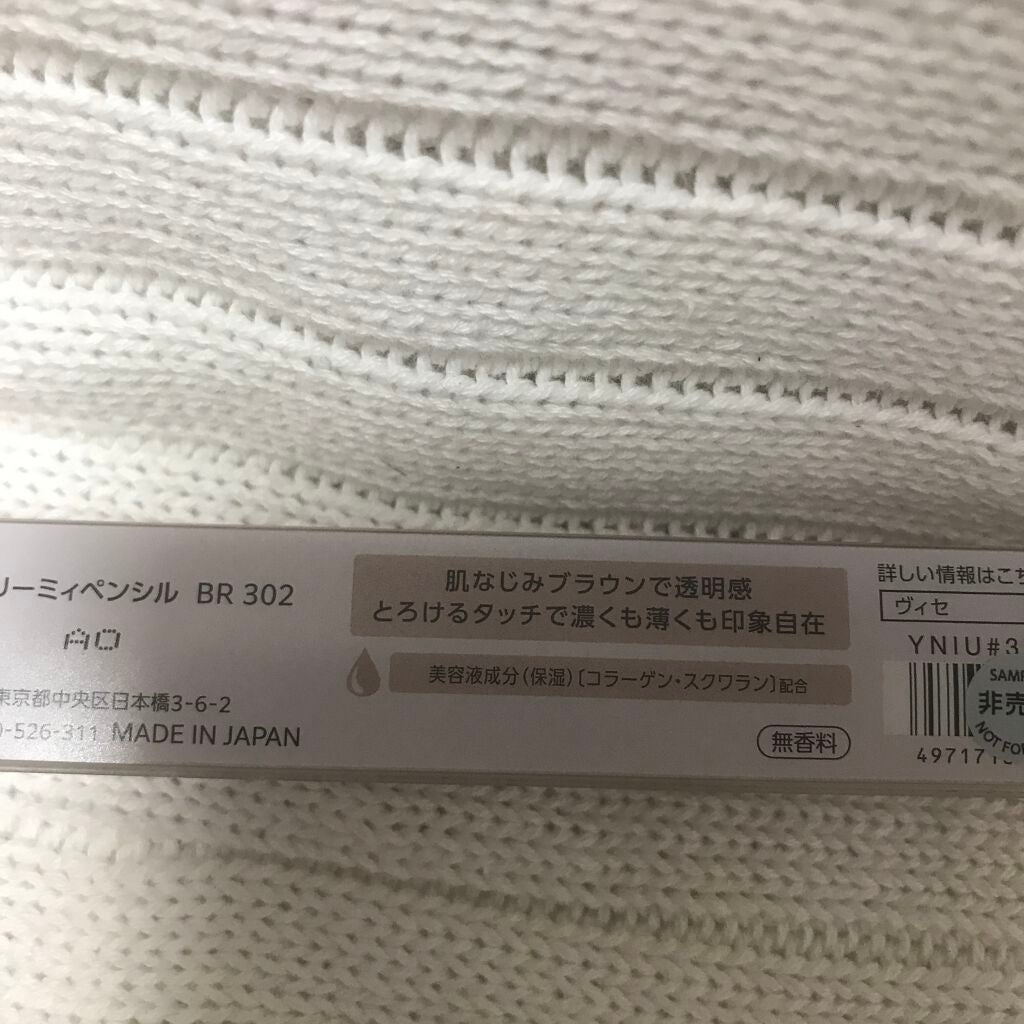 リーミィペンシル BR 302
AO
東京都中央区日本橋3-6-2
0-526-311 MADE IN JAPAN
肌なじみブラウンで透明感
とろけるタッチで濃くも薄くも印象自在
美容液成分(保湿)〔コラーゲン・スクワラン〕配合
無香料
詳しい情報はこち
ヴィセ
YNIU#3
SAMP
非売
NOT FO
49717